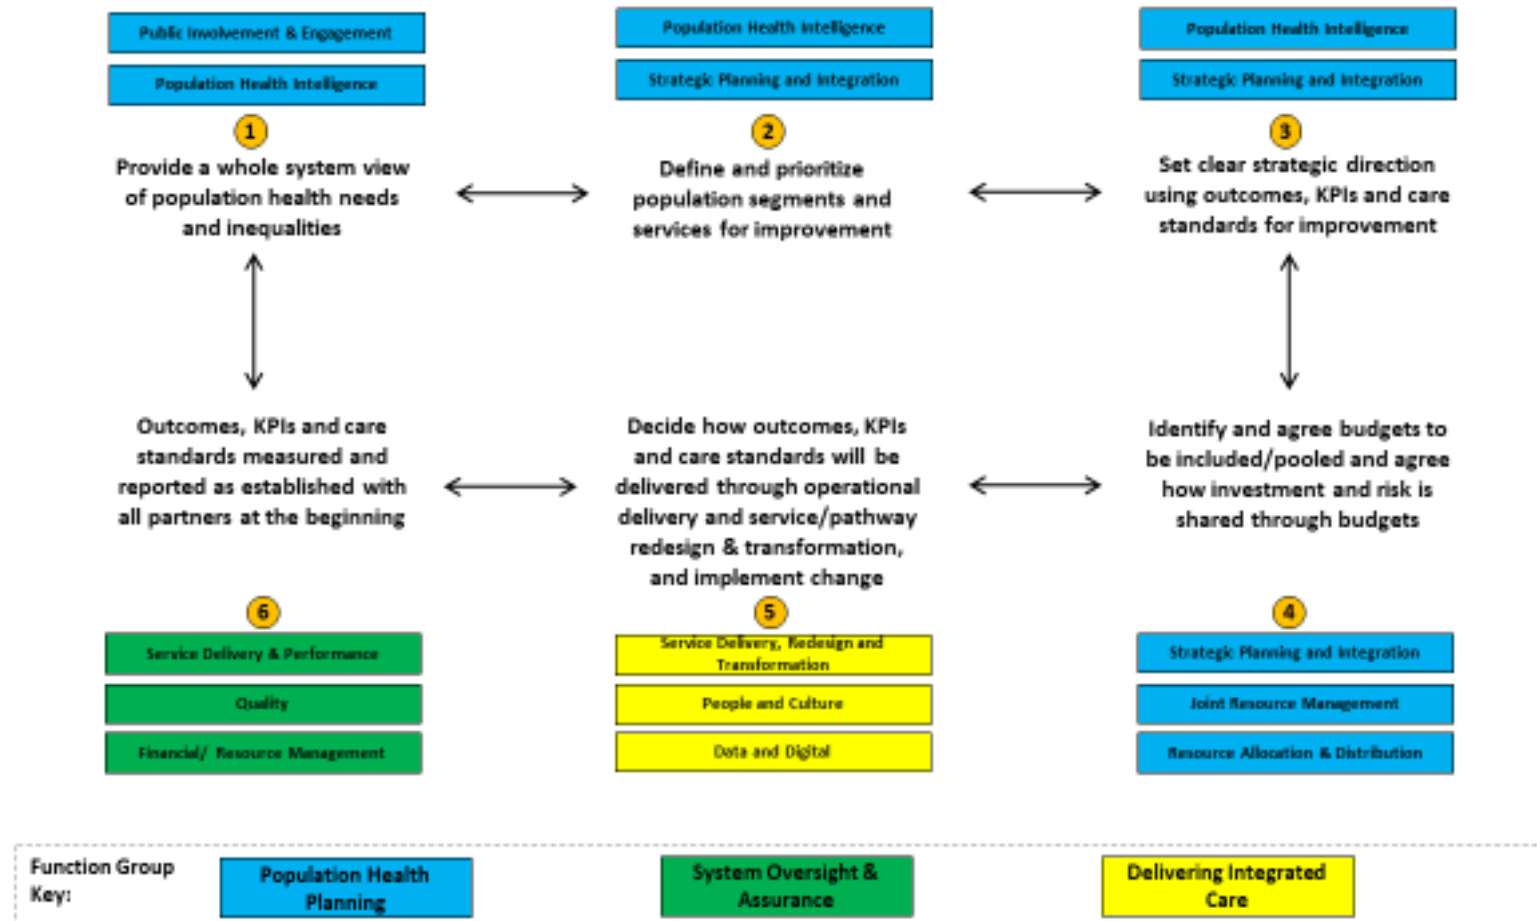 Public Involvement & Engagement
Population Health Intelligence
Population Health Intelligence
Strategic Planning and Integration
Population Health Intelligence
Strategic Planning and Integration
1
Provide a whole system view
of population health needs
and inequalities
2
Define and prioritize
population segments and
services for improvement
3
Set clear strategic direction
using outcomes, KPIs and care
standards for improvement
Outcomes, KPIs and care
standards measured and
reported as established with
all partners at the beginning
6
Service Delivery & Performance
Quality
Financial/ Resource Management
Decide how outcomes, KPIs
and care standards will be
delivered through operational
delivery and service/pathway
redesign & transformation,
and implement change
5
Service Delivery, Redesign and
Transformation
People and Culture
Data and Digital
Identify and agree budgets to
be included/pooled and agree
how investment and risk is
shared through budgets
4
Strategic Planning and Integration
Joint Resource Management
Resource Allocation & Distribution
Function Group
Key:
Population Health
Planning
System Oversight &
Assurance
Delivering Integrated
Care